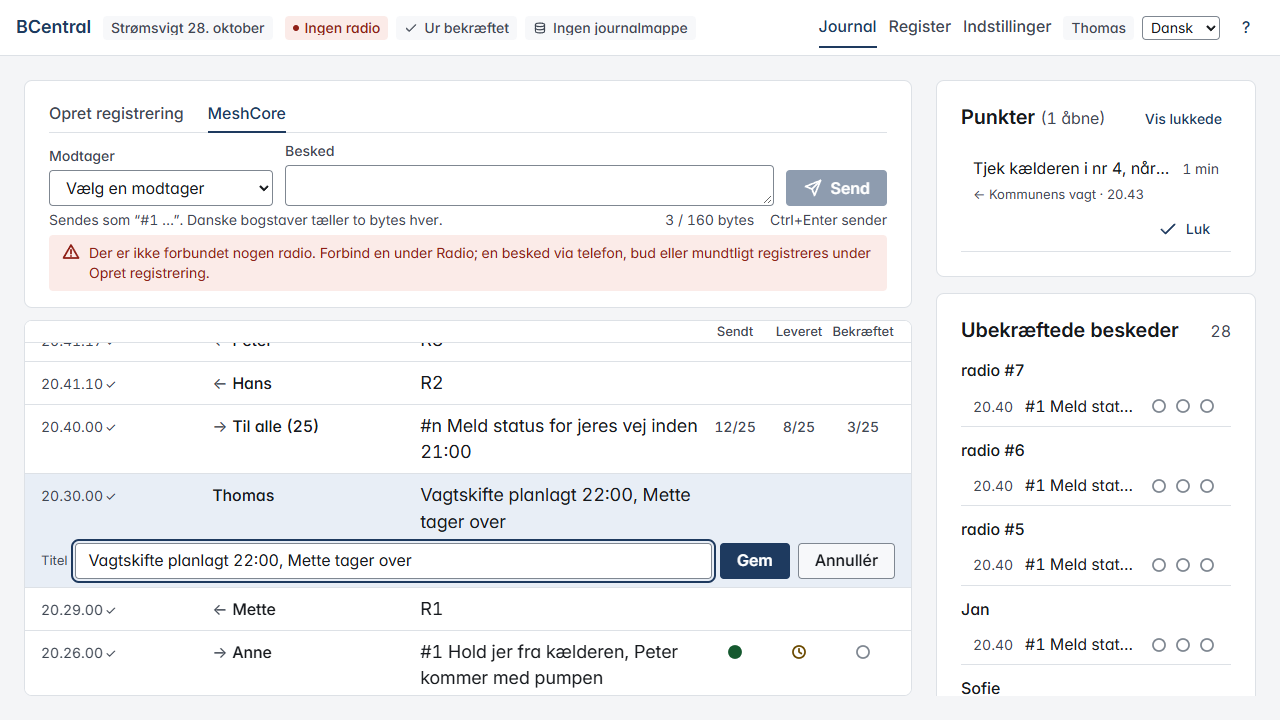 BCentral
Strømsvigt 28. oktober
Ingen radio
Ur bekræftet
Ingen journalmappe
Journal
Register
Indstillinger
Thomas
Dansk
?
Opret registrering
MeshCore
Modtager
Besked
Vælg en modtager
Send
Sendes som “#1 …”. Danske bogstaver tæller to bytes hver.
3 / 160 bytes
Ctrl+Enter sender
Der er ikke forbundet nogen radio. Forbind en under Radio; en besked via telefon, bud eller mundtligt registreres under
Opret registrering.
Sendt
Leveret
Bekræftet
20.41.10
← Hans
R2
20.40.00
→ Til alle (25)
#n Meld status for jeres vej inden
21:00
12/25
8/25
3/25
20.30.00
Thomas
Vagtskifte planlagt 22:00, Mette
tager over
Titel
Vagtskifte planlagt 22:00, Mette tager over
Gem
Annullér
20.29.00
← Mette
R1
20.26.00
→ Anne
#1 Hold jer fra kælderen, Peter
kommer med pumpen
Punkter (1 åbne)
Vis lukkede
Tjek kælderen i nr 4, når…
1 min
← Kommunens vagt · 20.43
Luk
Ubekræftede beskeder
28
radio #7
20.40
#1 Meld stat…
radio #6
20.40
#1 Meld stat…
radio #5
20.40
#1 Meld stat…
Jan
20.40
#1 Meld stat…
Sofie